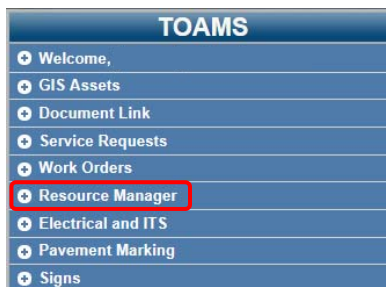 TOAMS
Welcome,
GIS Assets
Document Link
Service Requests
Work Orders
Resource Manager
Electrical and ITS
Pavement Marking
Signs